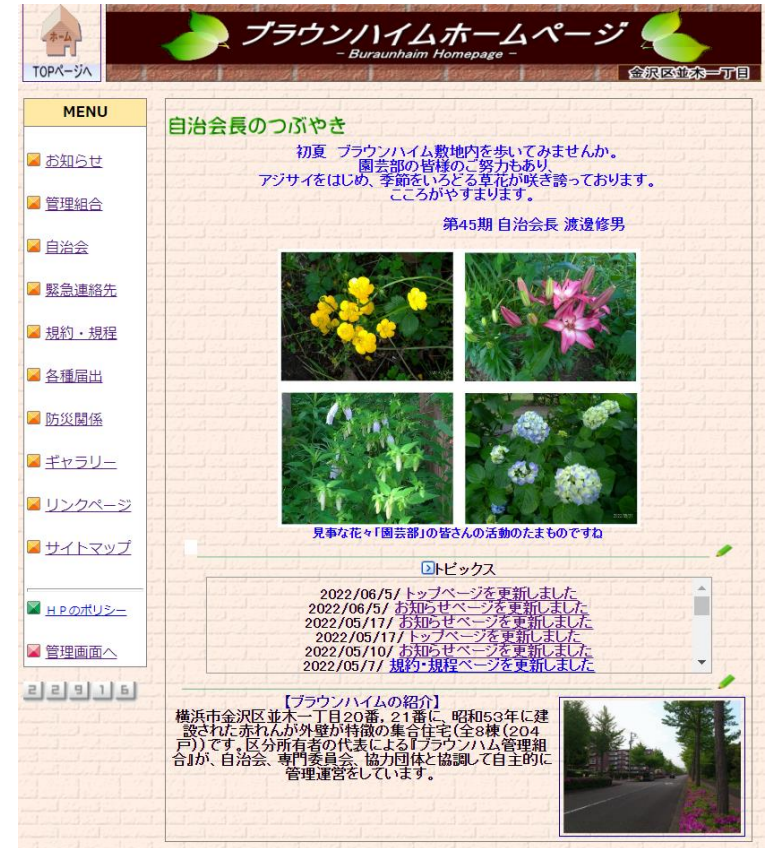 ホーム
TOPページへ
ブラウンハイムホームページ
- Buraunhaim Homepage -
金沢区並木一丁目
MENU
お知らせ
管理組合
自治会
緊急連絡先
規約・規程
各種届出
防災関係
ギャラリー
リンクページ
サイトマップ
ＨＰのポリシー
管理画面へ
22916
自治会長のつぶやき
初夏　ブラウンハイム敷地内を歩いてみませんか。
園芸部の皆様のご努力もあり、
アジサイをはじめ、季節をいろどる草花が咲き誇っております。
こころがやすまります。
第45期 自治会長 渡邊修男
見事な花々「園芸部」の皆さんの活動のたまものですね
トピックス
2022/06/5/ トップページを更新しました
2022/06/5/ お知らせページを更新しました
2022/05/17/ お知らせページを更新しました
2022/05/17/ トップページを更新しました
2022/05/10/ お知らせページを更新しました
2022/05/7/ 規約・規程ページを更新しました
【ブラウンハイムの紹介】
横浜市金沢区並木一丁目20番，21番に、昭和53年に建
設された赤れんが外壁が特徴の集合住宅（全8棟（204
戸））です。区分所有者の代表による『ブラウンハム管理組
合』が、自治会、専門委員会、協力団体と協調して自主的に
管理運営をしています。